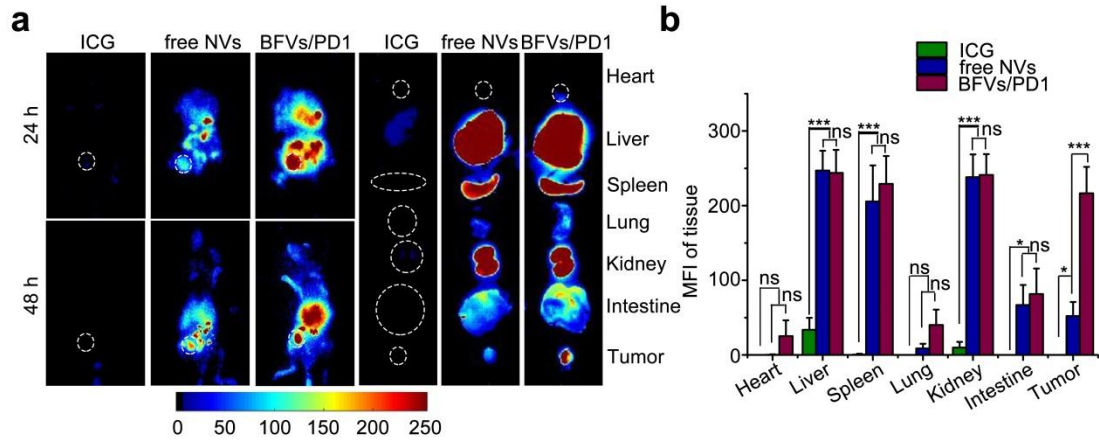 a
ICG free NVs BFVs/PD1 ICG free NVs BFVs/PD1
24 h
48 h
Heart
Liver
Spleen
Lung
Kidney
Intestine
Tumor
0 50 100 150 200 250
b
ICG
free NVs
BFVs/PD1
MFI of tissue
300
200
100
0
ns ns
*** ns
*** ns
ns ns
*** ns
* ns
* ***
Heart Liver Spleen Lung Kidney Intestine Tumor